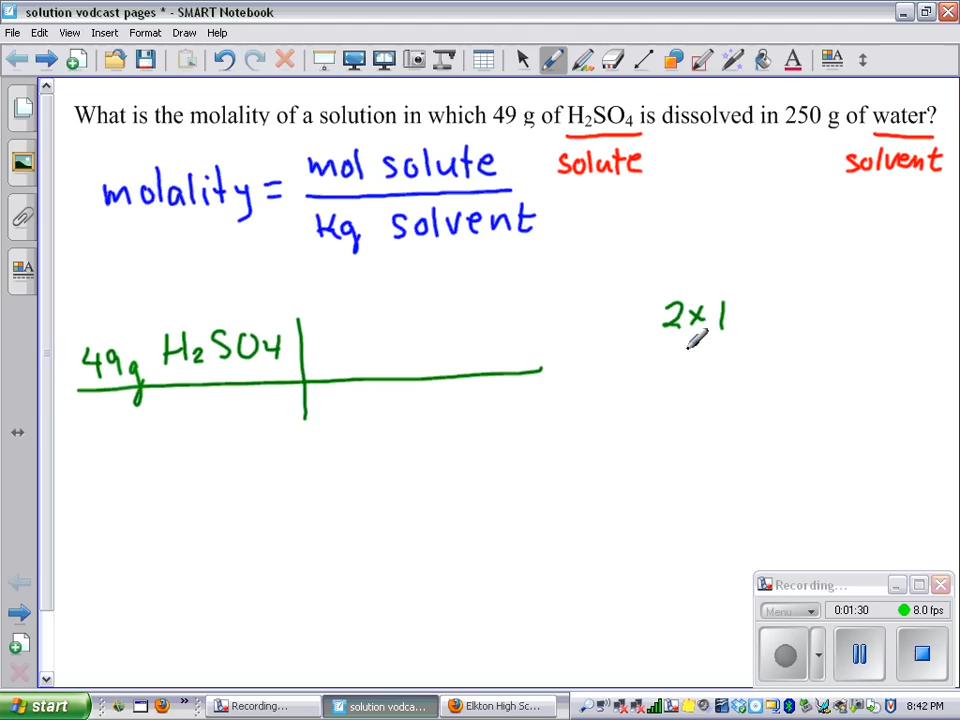 solution vodcast pages * - SMART Notebook
File Edit View Insert Format Draw Help
What is the molality of a solution in which 49 g of H₂SO₄ is dissolved in 250 g of water?
solute solvent
molality = mol solute
kg solvent
49g H₂SO4
2x1
Recording...
Menu 0:01:30 8.0 fps
start Recording... solution vodca... Elkton High Sc... 8:42 PM